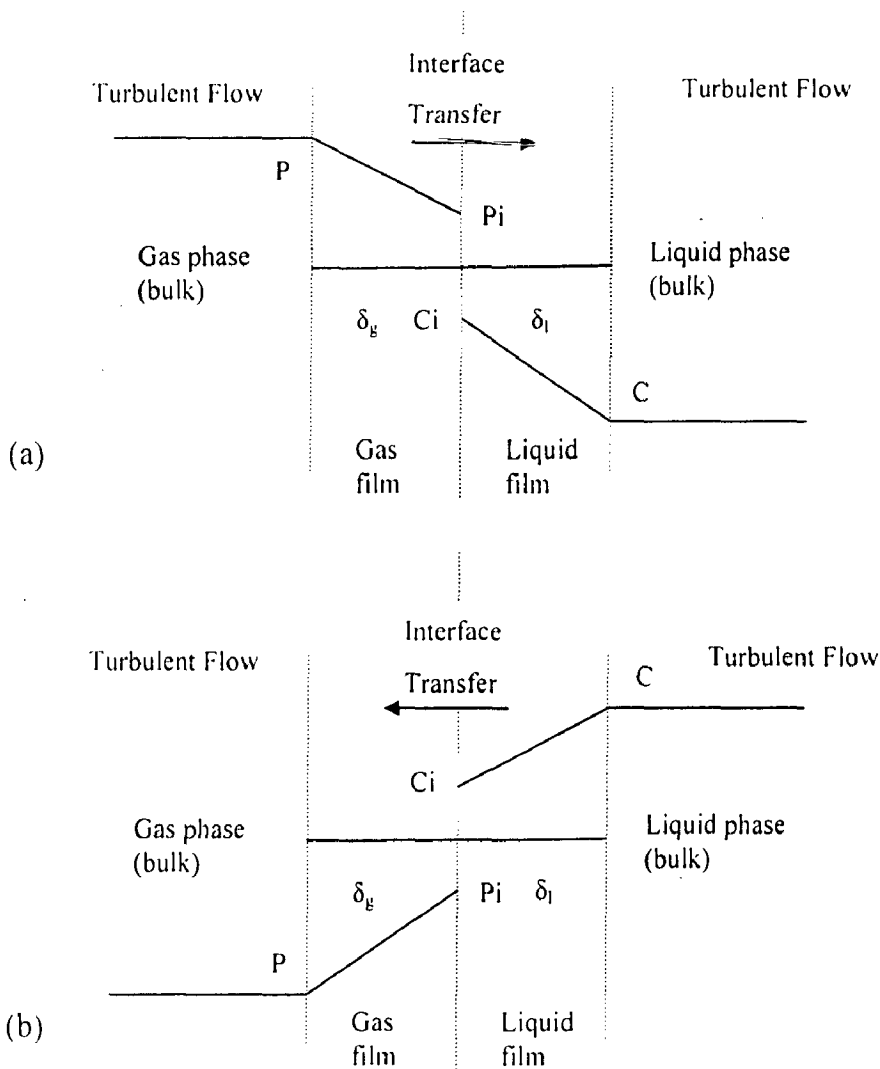 Interface
Turbulent Flow
Turbulent Flow
Transfer
P
Pi
Gas phase
(bulk)
Liquid phase
(bulk)
δg
Ci
δl
C
(a)
Gas
film
Liquid
film
Interface
Turbulent Flow
Turbulent Flow
C
Transfer
Ci
Gas phase
(bulk)
Liquid phase
(bulk)
δg
Pi
δl
P
(b)
Gas
film
Liquid
film